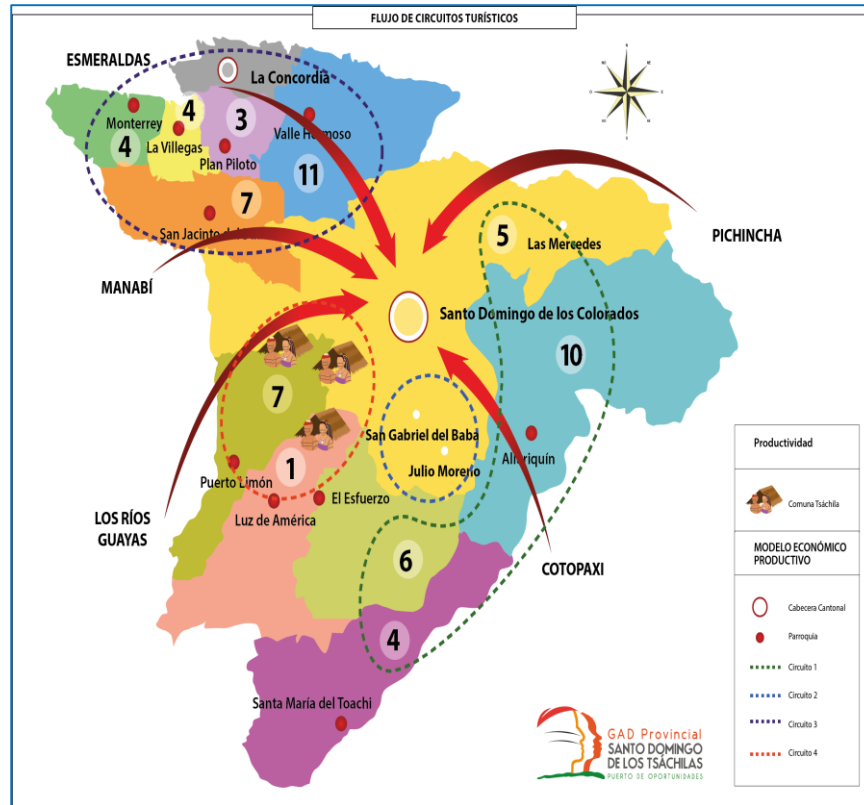 FLUJO DE CIRCUITOS TURÍSTICOS
ESMERALDAS
La Concordia
Monterrey
4
4
La Villegas
3
Plan Piloto
Valle Hermoso
11
7
San Jacinto del
MANABÍ
PICHINCHA
5
Las Mercedes
Santo Domingo de los Colorados
10
7
1
San Gabriel del Baba
Julio Moreno
Alluriquín
Puerto Limón
Luz de América
El Esfuerzo
LOS RÍOS
GUAYAS
COTOPAXI
6
4
Santa María del Toachi
Productividad
Comuna Tsáchila
MODELO ECONÓMICO
PRODUCTIVO
Cabecera Cantonal
Parroquia
Circuito 1
Circuito 2
Circuito 3
Circuito 4
GAD Provincial
SANTO DOMINGO
DE LOS TSÁCHILAS
PUERTO DE OPORTUNIDADES